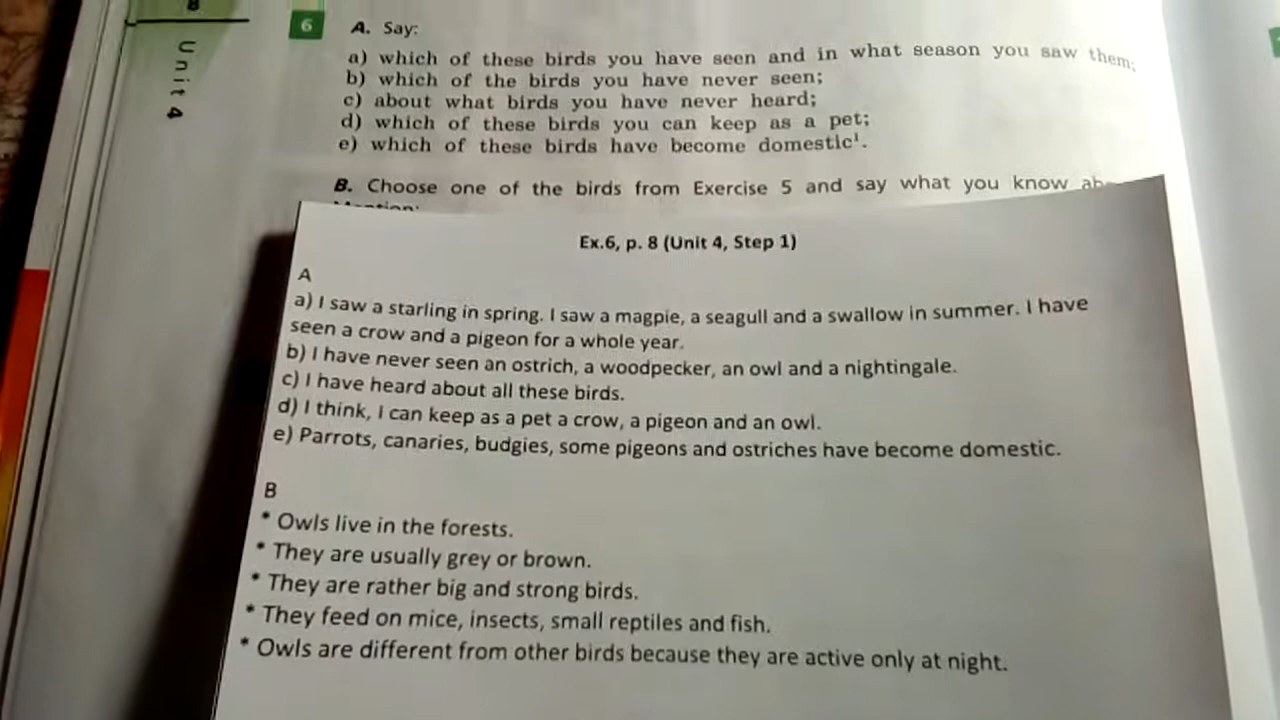 8
Unit 4
6 A. Say:
a) which of these birds you have seen and in what season you saw them;
b) which of the birds you have never seen;
c) about what birds you have never heard;
d) which of these birds you can keep as a pet;
e) which of these birds have become domestic¹.
B. Choose one of the birds from Exercise 5 and say what you know
Ex.6, p. 8 (Unit 4, Step 1)
A
a) I saw a starling in spring. I saw a magpie, a seagull and a swallow in summer. I have
seen a crow and a pigeon for a whole year.
b) I have never seen an ostrich, a woodpecker, an owl and a nightingale.
c) I have heard about all these birds.
d) I think, I can keep as a pet a crow, a pigeon and an owl.
e) Parrots, canaries, budgies, some pigeons and ostriches have become domestic.
B
* Owls live in the forests.
* They are usually grey or brown.
* They are rather big and strong birds.
* They feed on mice, insects, small reptiles and fish.
* Owls are different from other birds because they are active only at night.